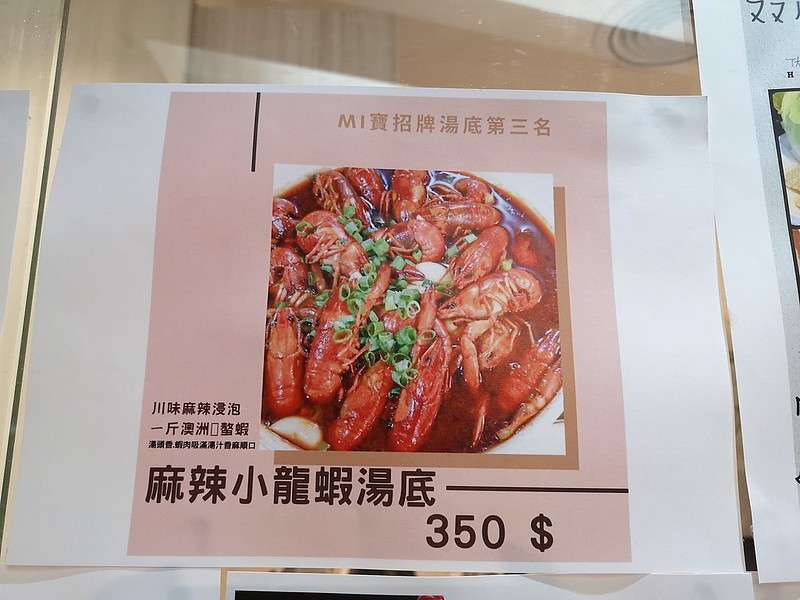 MI寶招牌湯底第三名
川味麻辣浸泡
一斤澳洲▯螯蝦
湯頭香.蝦肉吸滿湯汁香麻順口
麻辣小龍蝦湯底
350 $